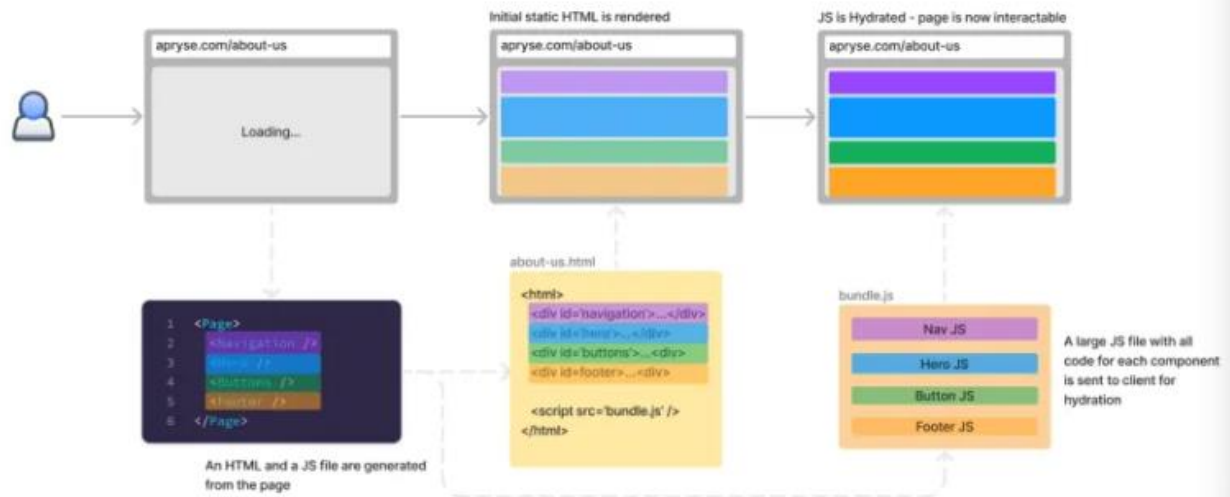 Initial static HTML is rendered
JS is Hydrated - page is now interactable
apryse.com/about-us
apryse.com/about-us
apryse.com/about-us
Loading...
about-us.html
<html>
<div id='navigation'>...</div>
<div id='hero'>...</div>
<div id='buttons'>...<div>
<div id=footer>...<div>
<script src='bundle.js' />
</html>
bundle.js
Nav JS
Hero JS
Button JS
Footer JS
A large JS file with all
code for each component
is sent to client for
hydration
1 <Page>
2 <Navigation />
3 <Hero />
4 <Buttons />
5 <Footer />
6 </Page>
An HTML and a JS file are generated
from the page